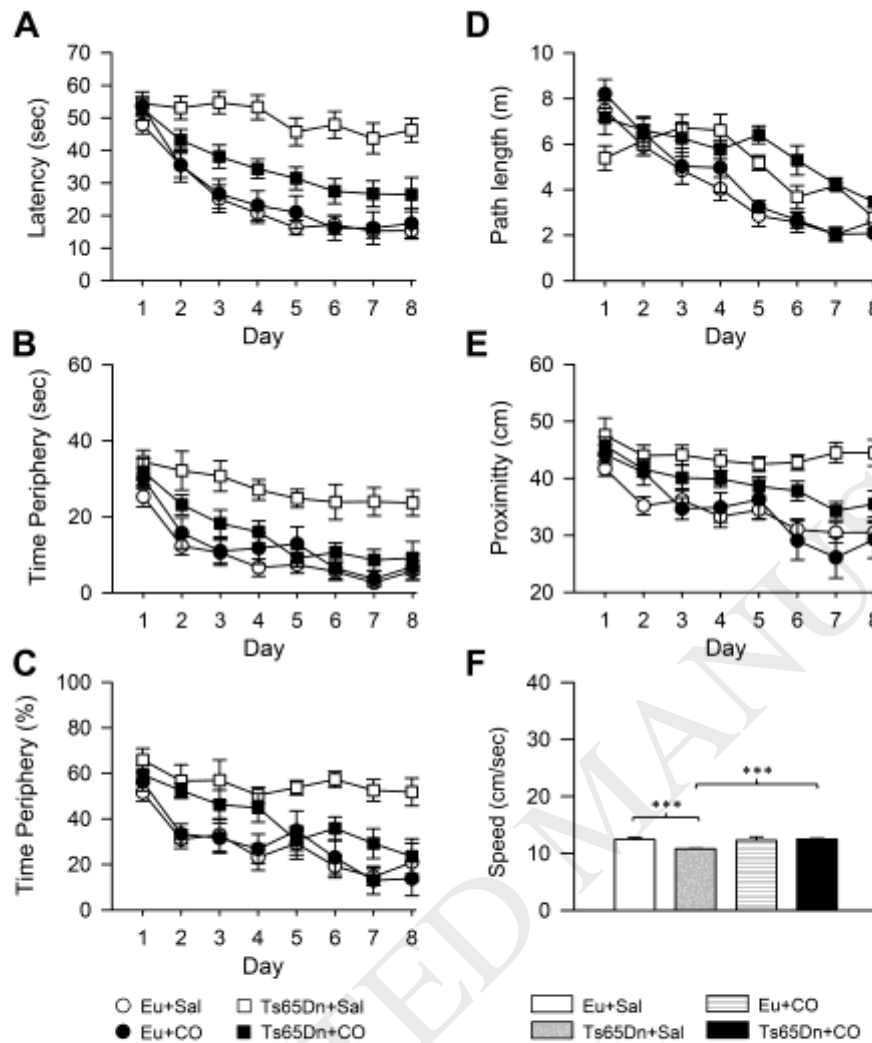 A
Latency (sec)
70
60
50
40
30
20
10
0
1 2 3 4 5 6 7 8
Day
B
Time Periphery (sec)
60
40
20
0
1 2 3 4 5 6 7 8
Day
C
Time Periphery (%)
100
80
60
40
20
0
1 2 3 4 5 6 7 8
Day
D
Path length (m)
10
8
6
4
2
0
1 2 3 4 5 6 7 8
Day
E
Proximitty (cm)
60
50
40
30
20
1 2 3 4 5 6 7 8
Day
F
Speed (cm/sec)
40
30
20
10
0
***
***
Eu+Sal Ts65Dn+Sal
Eu+CO Ts65Dn+CO
Eu+Sal Eu+CO
Ts65Dn+Sal Ts65Dn+CO
TED MANUS